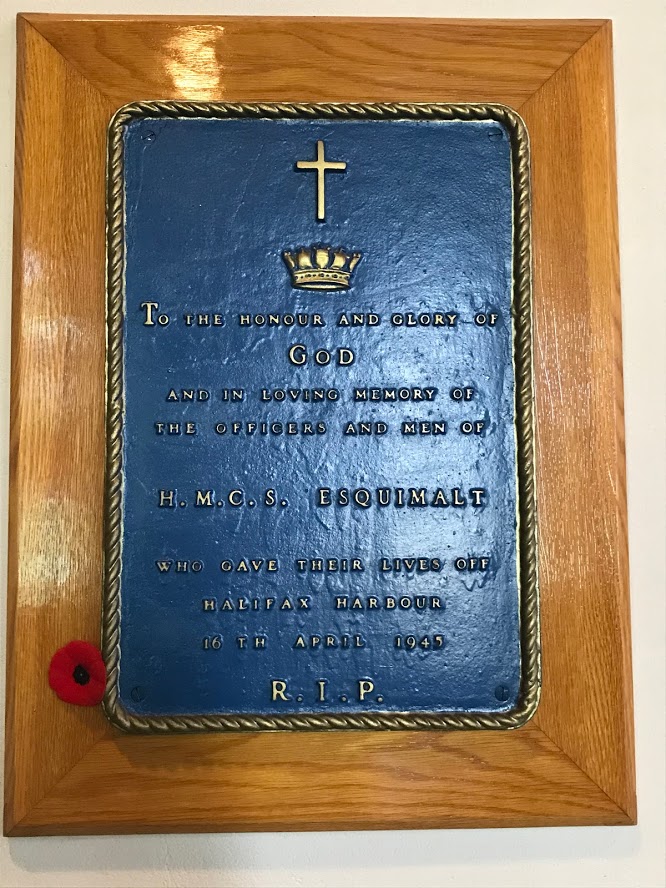 To the honour and glory of
God
and in loving memory of
the officers and men of
H.M.C.S. ESQUIMALT
who gave their lives off
Halifax Harbour
16 th April 1945
R.I.P.